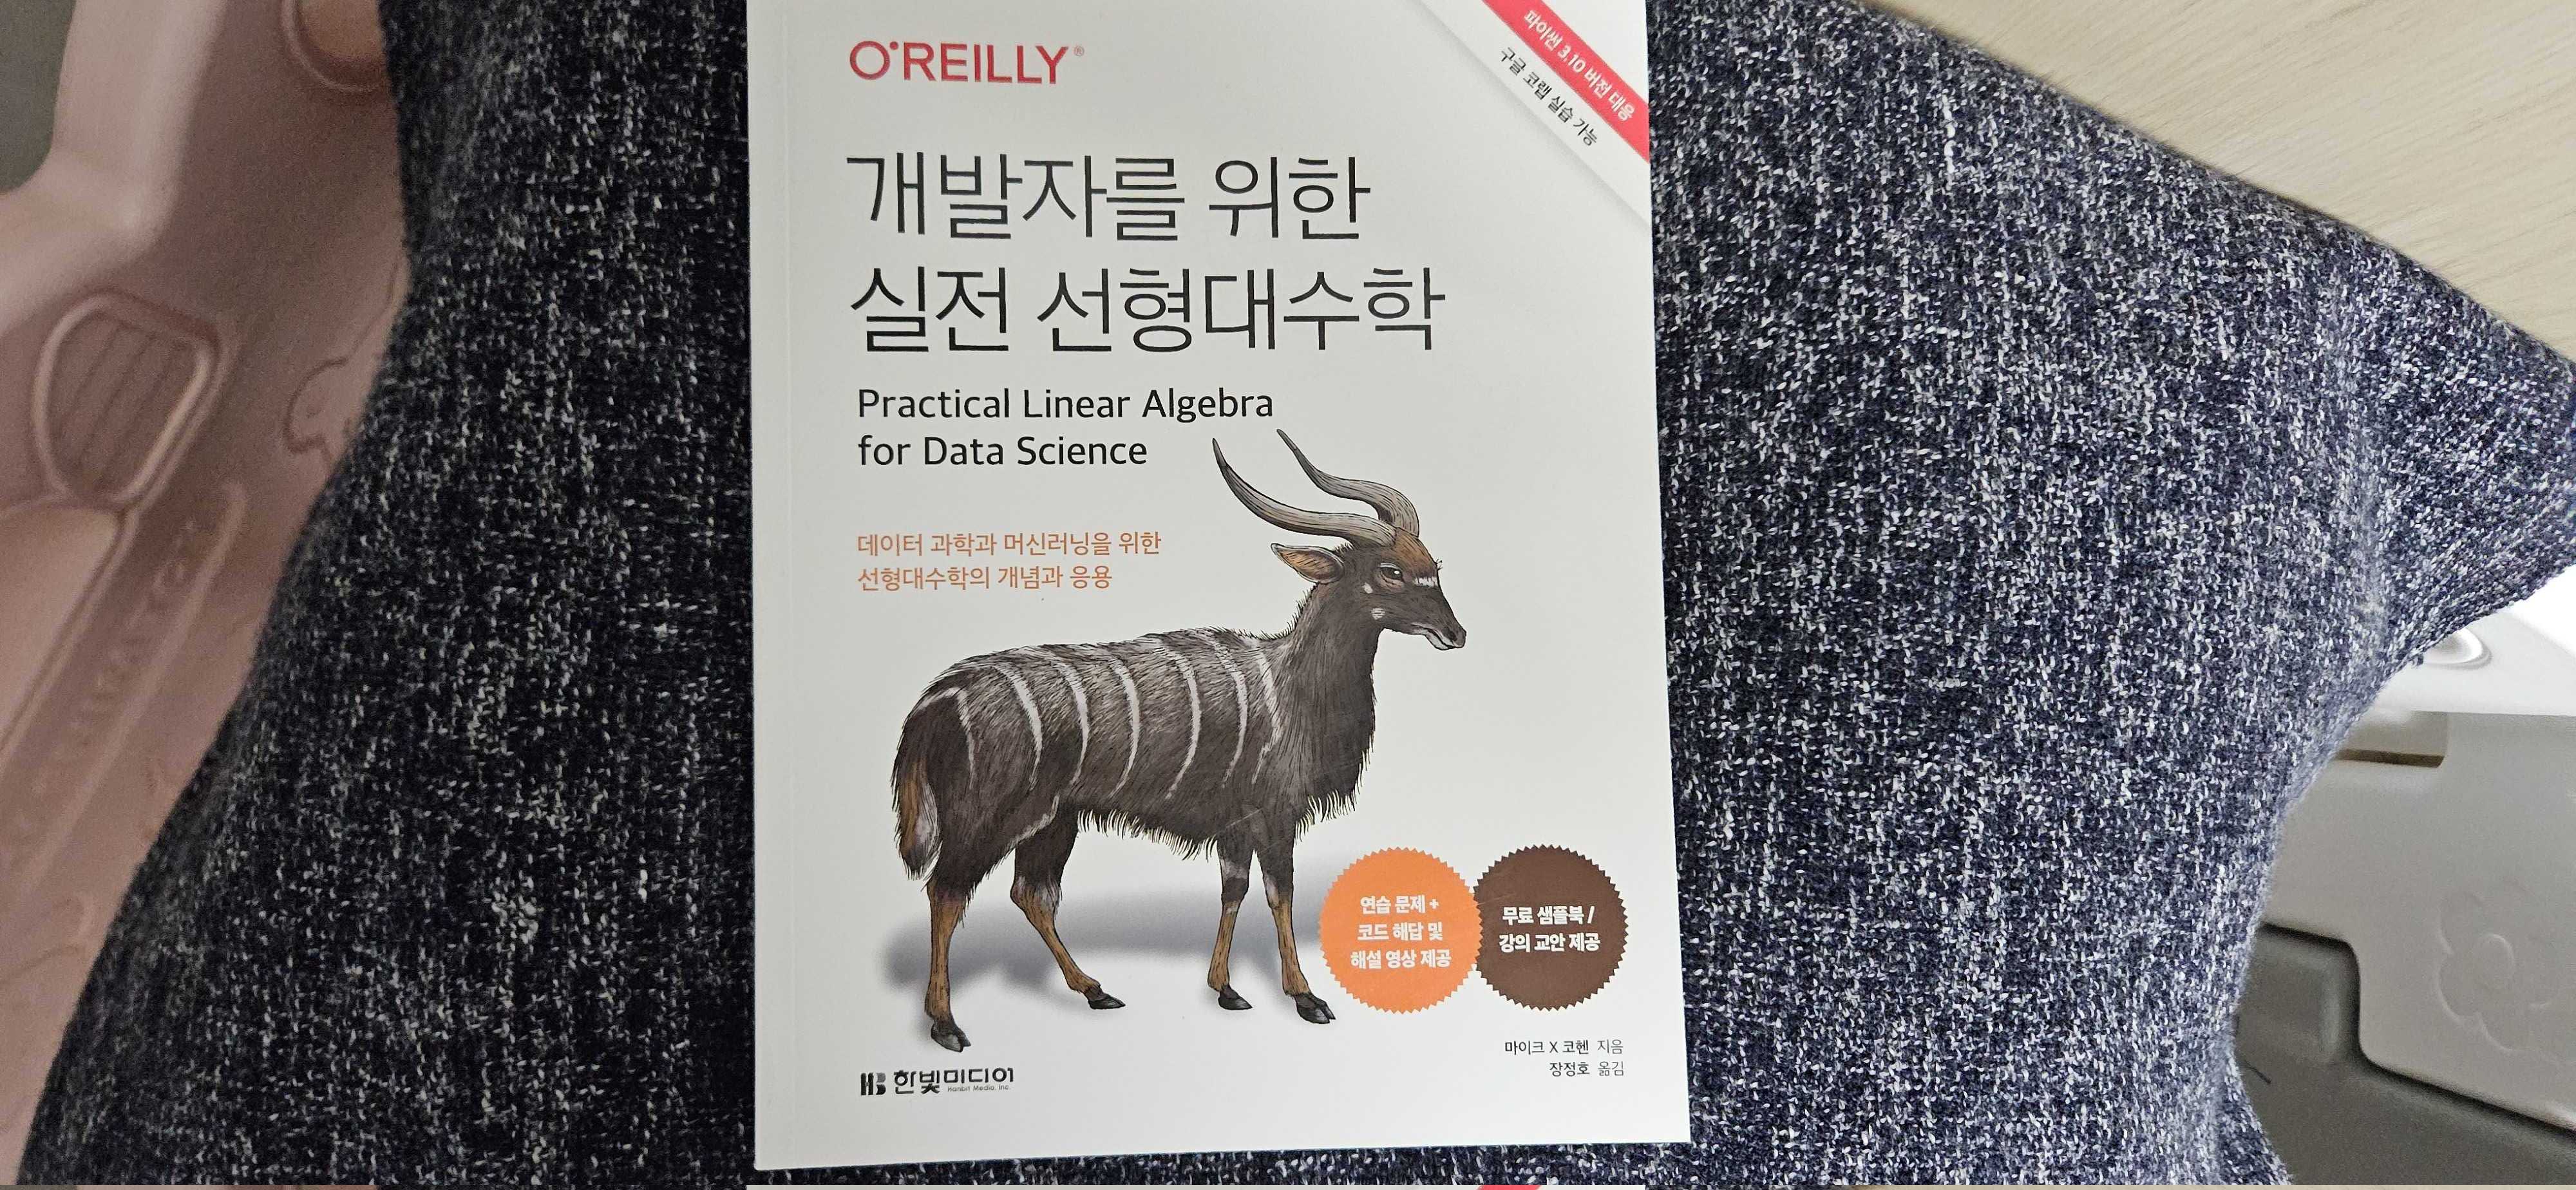 O'REILLY®
파이썬 3.10 버전 대응
구글 코랩 실습 가능
개발자를 위한
실전 선형대수학
Practical Linear Algebra
for Data Science
데이터 과학과 머신러닝을 위한
선형대수학의 개념과 응용
연습 문제 +
코드 해답 및
해설 영상 제공
무료 샘플북 /
강의 교안 제공
마이크 X 코헨 지음
장정호 옮김
HB 한빛미디어
Hanbit Media, Inc.